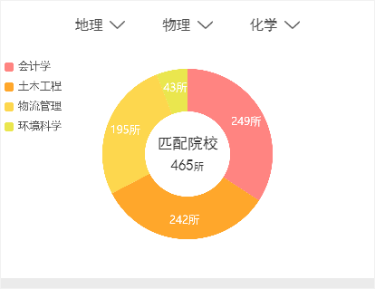 地理 物理 化学
会计学
土木工程
物流管理
环境科学
43所
249所
195所
匹配院校
465所
242所